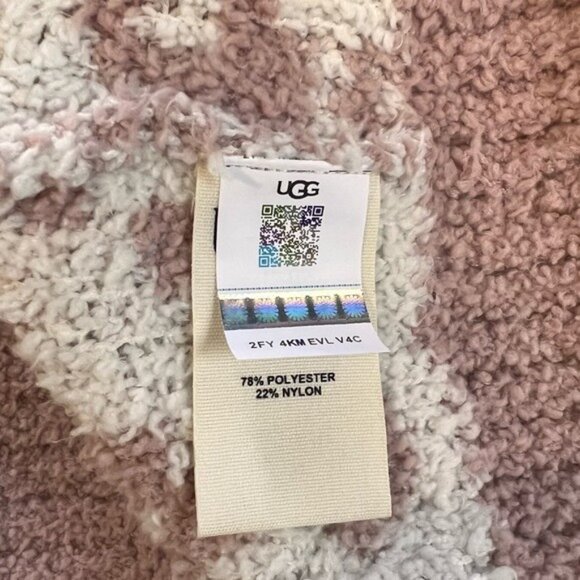 UGG
2FY 4KM EVL V4C
78% POLYESTER
22% NYLON